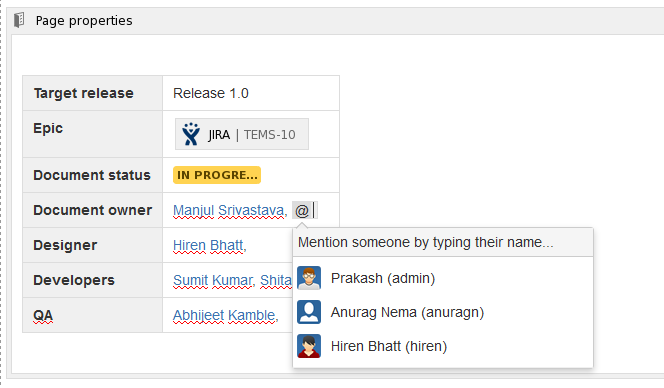 Page properties
Target release Release 1.0
Epic JIRA | TEMS-10
Document status IN PROGRE...
Document owner Manjul Srivastava, @
Mention someone by typing their name...
Designer Hiren Bhatt,
Prakash (admin)
Developers Sumit Kumar, Shita
Anurag Nema (anuragn)
QA Abhijeet Kamble,
Hiren Bhatt (hiren)